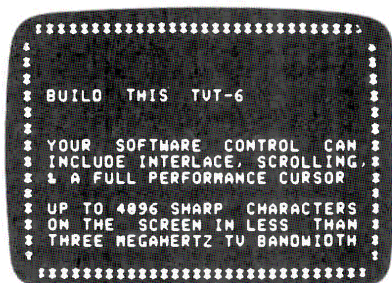 BUILD THIS TVT-6
YOUR SOFTWARE CONTROL CAN
INCLUDE INTERLACE, SCROLLING,
& A FULL PERFORMANCE CURSOR
UP TO 4096 SHARP CHARACTERS
ON THE SCREEN IN LESS THAN
THREE MEGAHERTZ TV BANDWIDTH